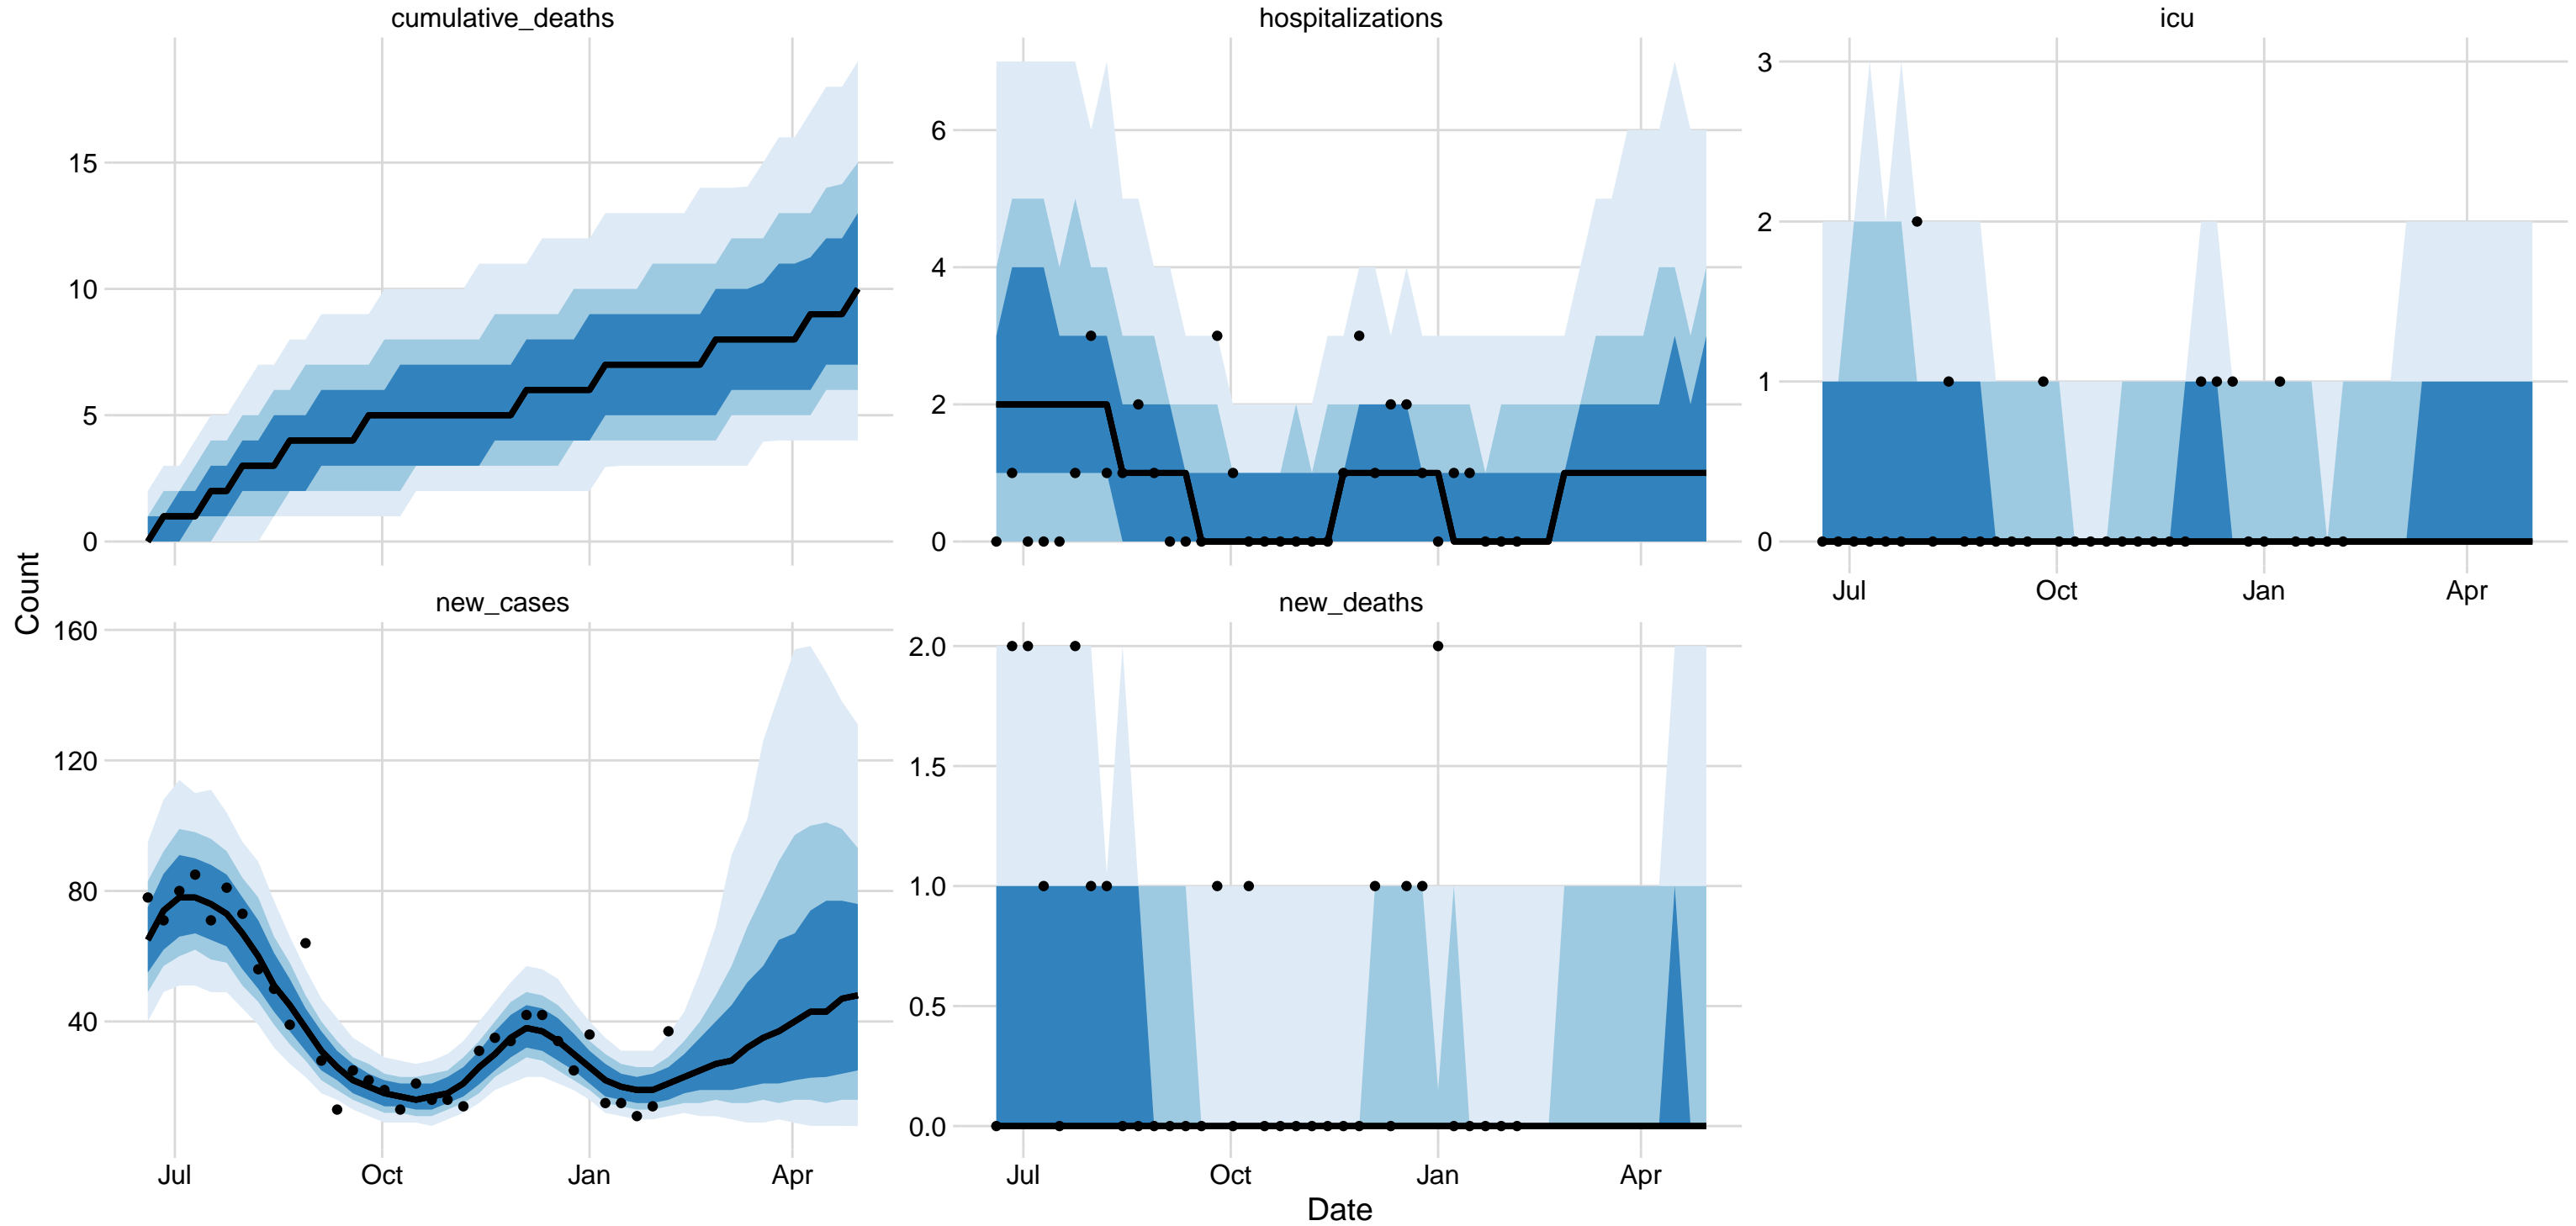 cumulative_deaths
hospitalizations
icu
15
10
5
0
6
4
2
0
3
2
1
0
Jul Oct Jan Apr
Count
new_cases
new_deaths
160
120
80
40
2.0
1.5
1.0
0.5
0.0
Jul Oct Jan Apr
Jul Oct Jan Apr
Date